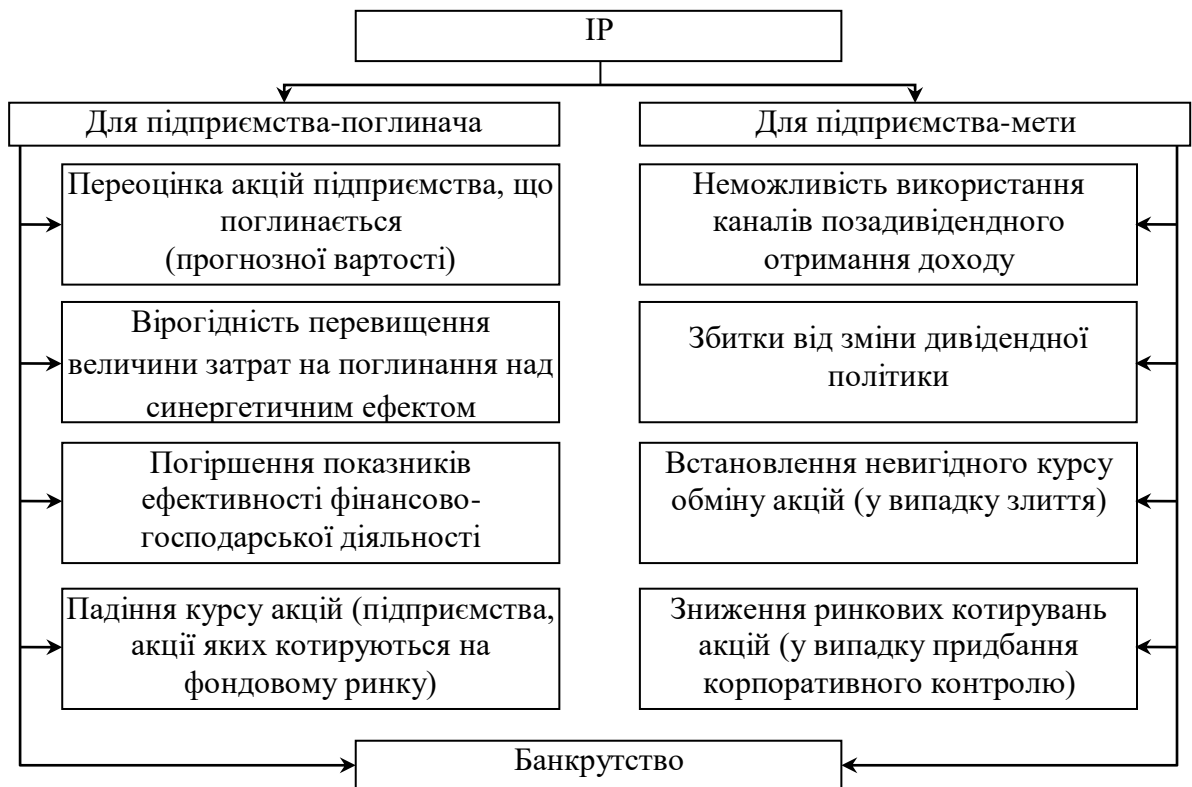 ІР
Для підприємства-поглинача
Переоцінка акцій підприємства, що
поглинається
(прогнозної вартості)
Вірогідність перевищення
величини затрат на поглинання над
синергетичним ефектом
Погіршення показників
ефективності фінансово-
господарської діяльності
Падіння курсу акцій (підприємства,
акції яких котируються на
фондовому ринку)
Для підприємства-мети
Неможливість використання
каналів позадивідендного
отримання доходу
Збитки від зміни дивідендної
політики
Встановлення невигідного курсу
обміну акцій (у випадку злиття)
Зниження ринкових котирувань
акцій (у випадку придбання
корпоративного контролю)
Банкрутство